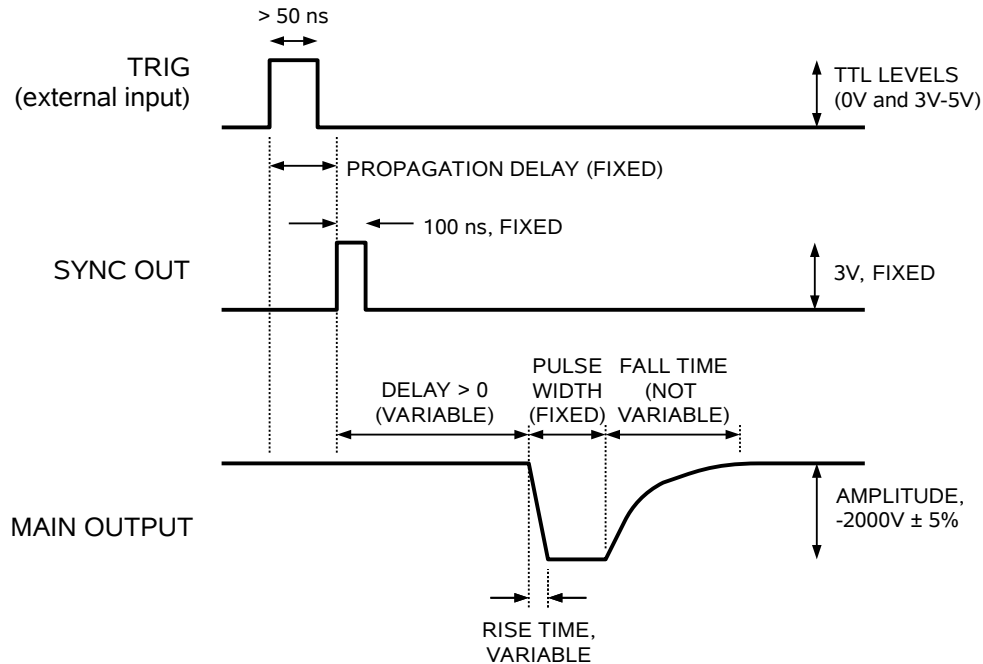 > 50 ns
TRIG
(external input)
TTL LEVELS
(0V and 3V-5V)
PROPAGATION DELAY (FIXED)
100 ns, FIXED
SYNC OUT
3V, FIXED
DELAY > 0
(VARIABLE)
PULSE
WIDTH
(FIXED)
FALL TIME
(NOT
VARIABLE)
MAIN OUTPUT
AMPLITUDE,
-2000V ± 5%
RISE TIME,
VARIABLE